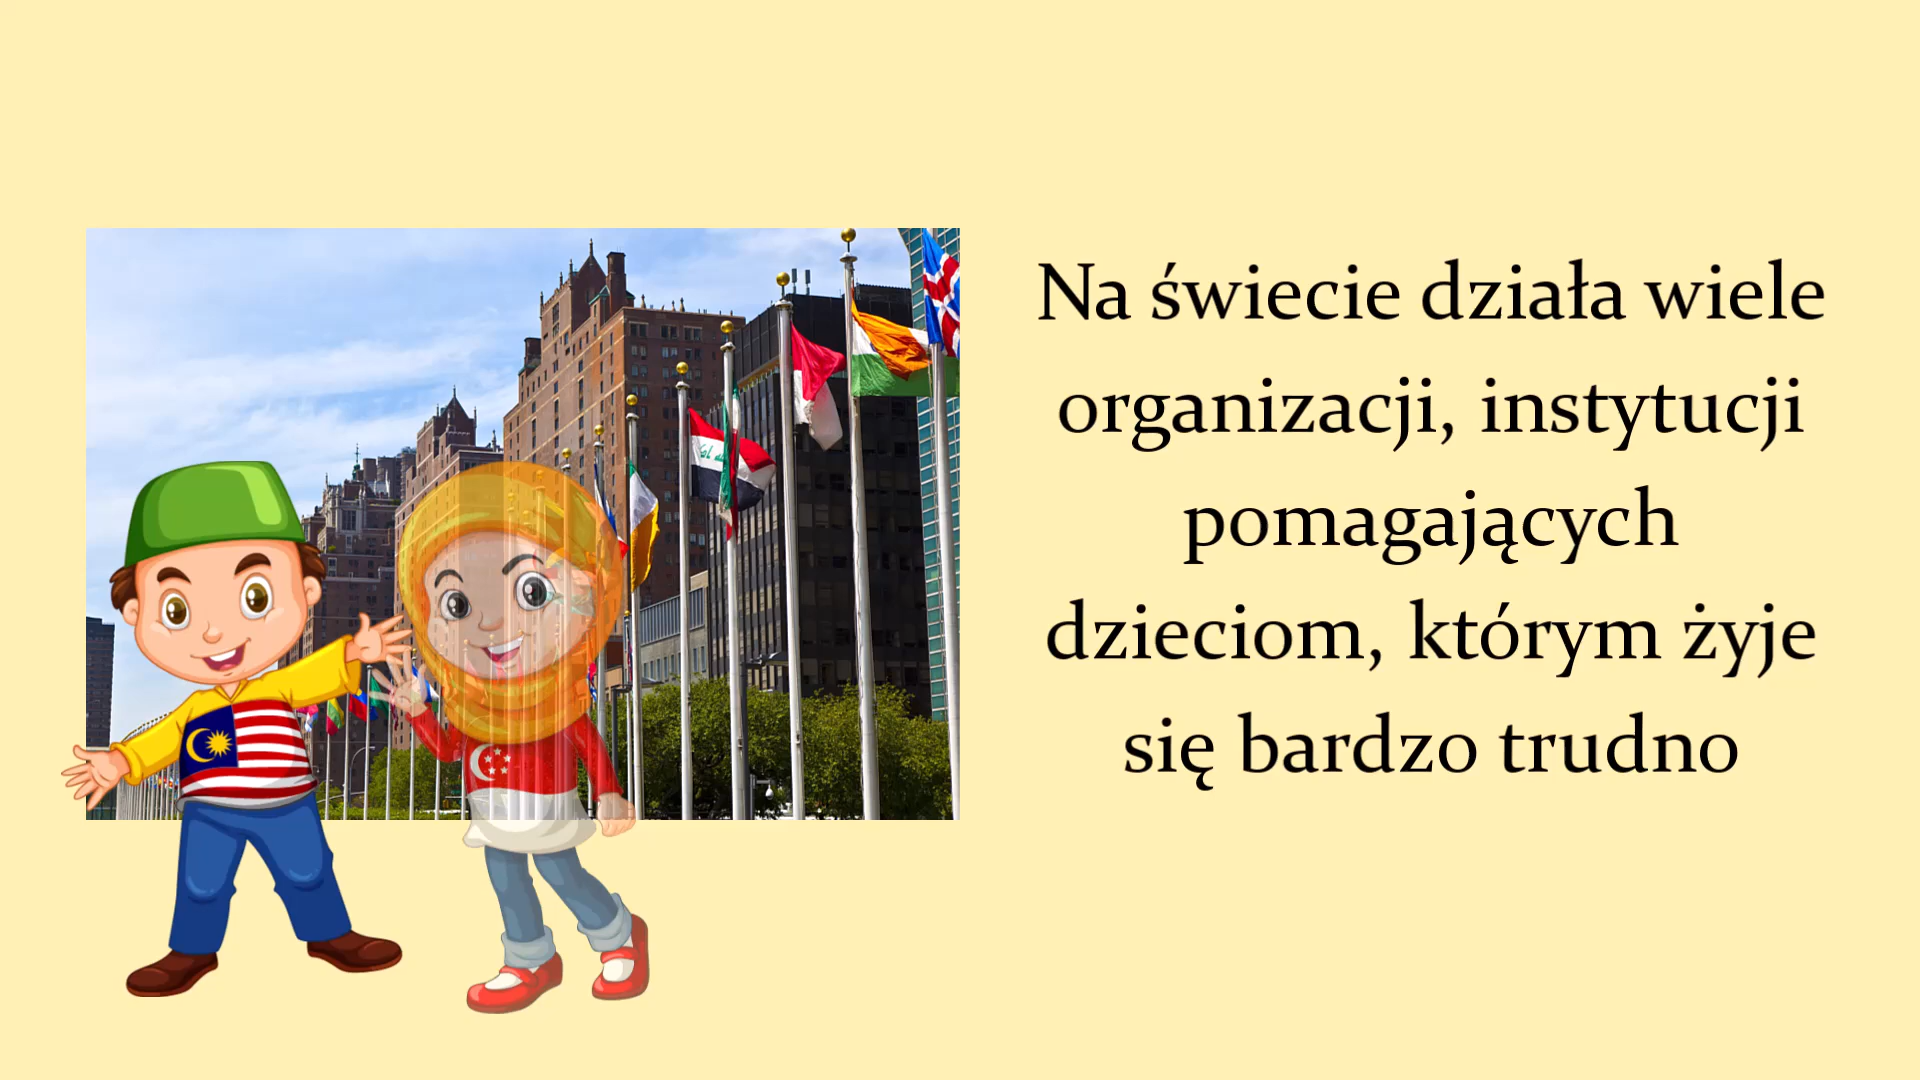 Na świecie działa wiele
organizacji, instytucji
pomagających
dzieciom, którym żyje
się bardzo trudno